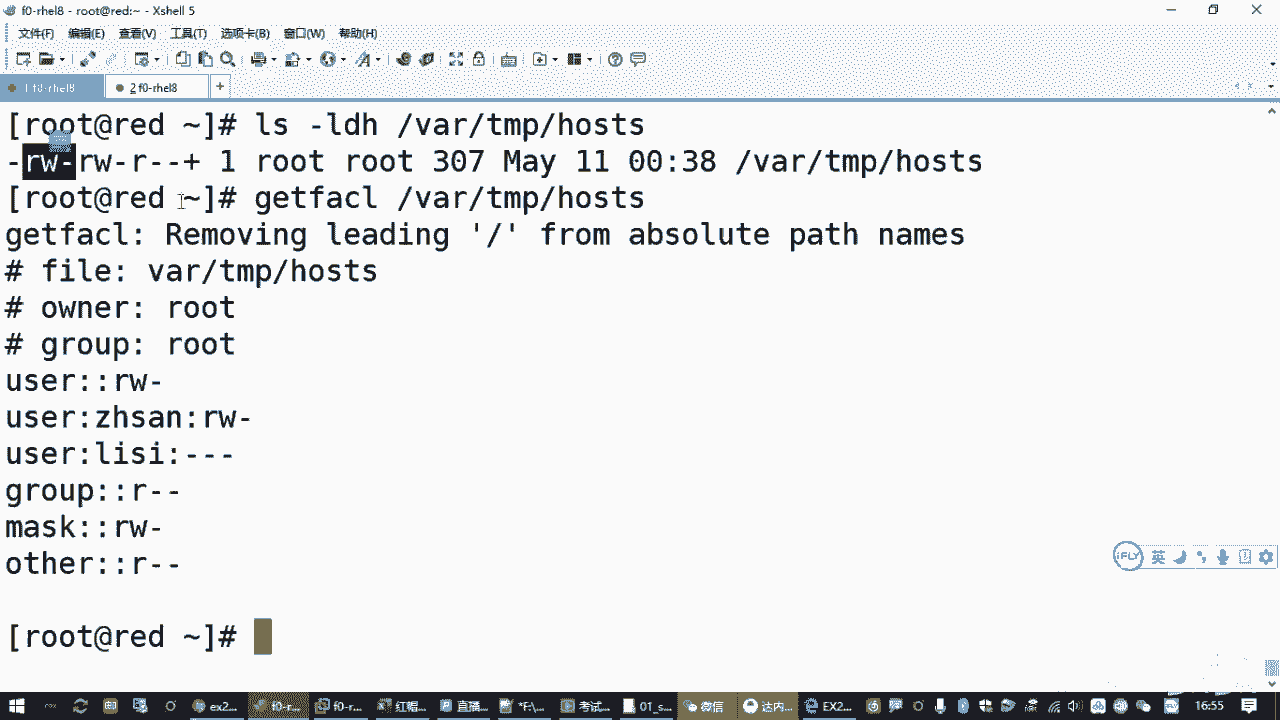 f0-rhel8 - root@red:~ - Xshell 5
文件(F) 编辑(E) 查看(V) 工具(T) 选项卡(B) 窗口(W) 帮助(H)
1 f0-rhel8 2 f0-rhel8 +
[root@red ~]# ls -ldh /var/tmp/hosts
-rw-rw-r--+ 1 root root 307 May 11 00:38 /var/tmp/hosts
[root@red ~]# getfacl /var/tmp/hosts
getfacl: Removing leading '/' from absolute path names
# file: var/tmp/hosts
# owner: root
# group: root
user::rw-
user:zhsan:rw-
user:lisi:---
group::r--
mask::rw-
other::r--
iFLY 英
[root@red ~]#
ex2... f0-r... f0-r... 红帽... 直播... *F:\... 考试... 01_s... 微信 达内... EX2... 16:55